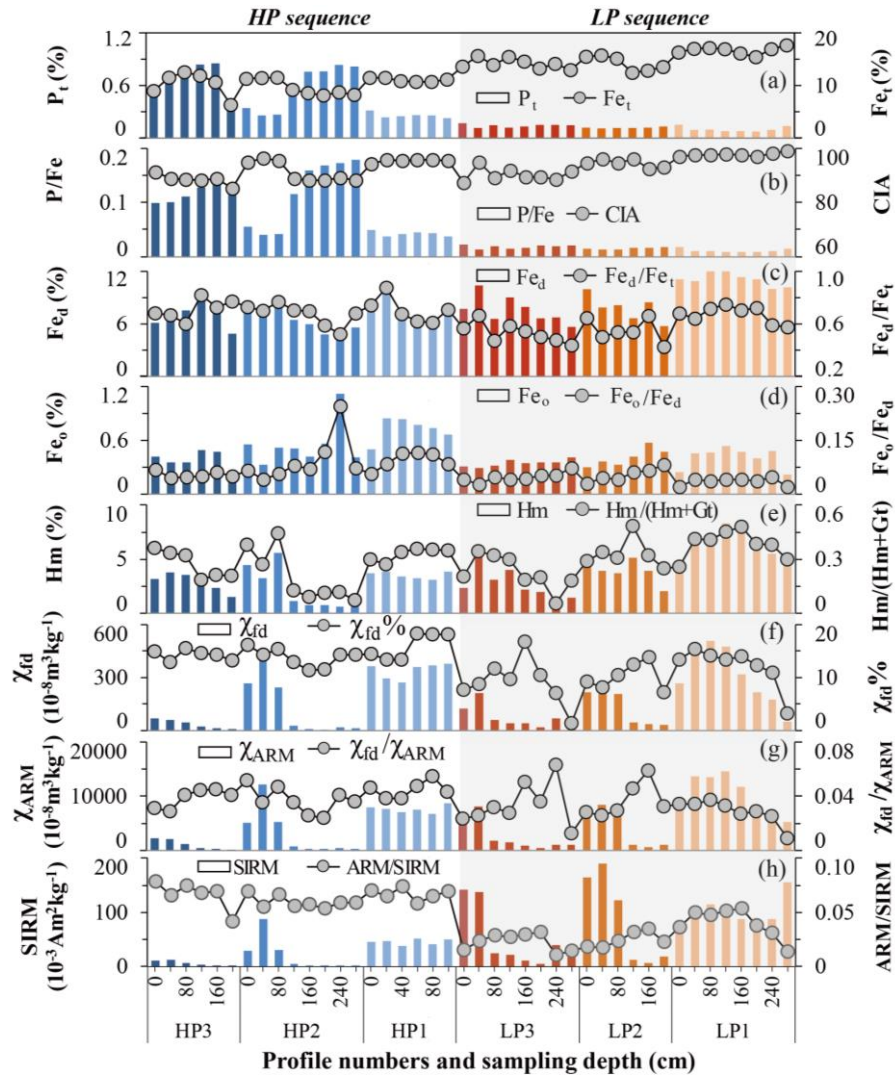 HP sequence LP sequence
1.2 20
Pt (%) 0.6 10 Fet (%)
0 0
(a)
Pt Fet
0.2 100
P/Fe 0.1 80 CIA
0 60
(b)
P/Fe CIA
12 1.0
Fed (%) 6 0.6 Fed/Fet
0 0.2
Fed Fed/Fet (c)
1.2 0.30
Feo (%) 0.6 0.15 Feo/Fed
0 0
Feo Feo/Fed (d)
10 0.6
Hm (%) 5 0.3 Hm/(Hm+Gt)
0 0
Hm Hm/(Hm+Gt) (e)
600 20
χfd (10⁻⁸m³kg⁻¹) 300 10 χfd%
0 0
χfd χfd% (f)
20000 0.08
χARM (10⁻⁸m³kg⁻¹) 10000 0.04 χfd/χARM
0 0
χARM χfd/χARM (g)
200 0.10
SIRM (10⁻³Am²kg⁻¹) 100 0.05 ARM/SIRM
0 0
SIRM ARM/SIRM (h)
0 80 160 0 80 160 240 0 40 80 0 80 160 240 0 80 160 0 80 160 240
HP3 HP2 HP1 LP3 LP2 LP1
Profile numbers and sampling depth (cm)